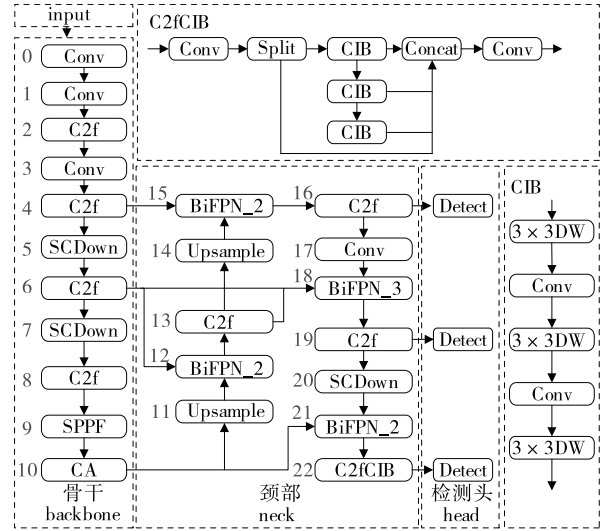 input
0 Conv
1 Conv
2 C2f
3 Conv
4 C2f
5 SCDown
6 C2f
7 SCDown
8 C2f
9 SPPF
10 CA
骨干
backbone
C2fCIB
Conv Split CIB Concat Conv
CIB
CIB
15 BiFPN_2 16 C2f Detect
14 Upsample 17 Conv
18 BiFPN_3
13 C2f
19 C2f Detect
12 BiFPN_2
20 SCDown
11 Upsample 21 BiFPN_2
22 C2fCIB Detect
颈部
neck
检测头
head
CIB
3 × 3DW
Conv
3 × 3DW
Conv
3 × 3DW